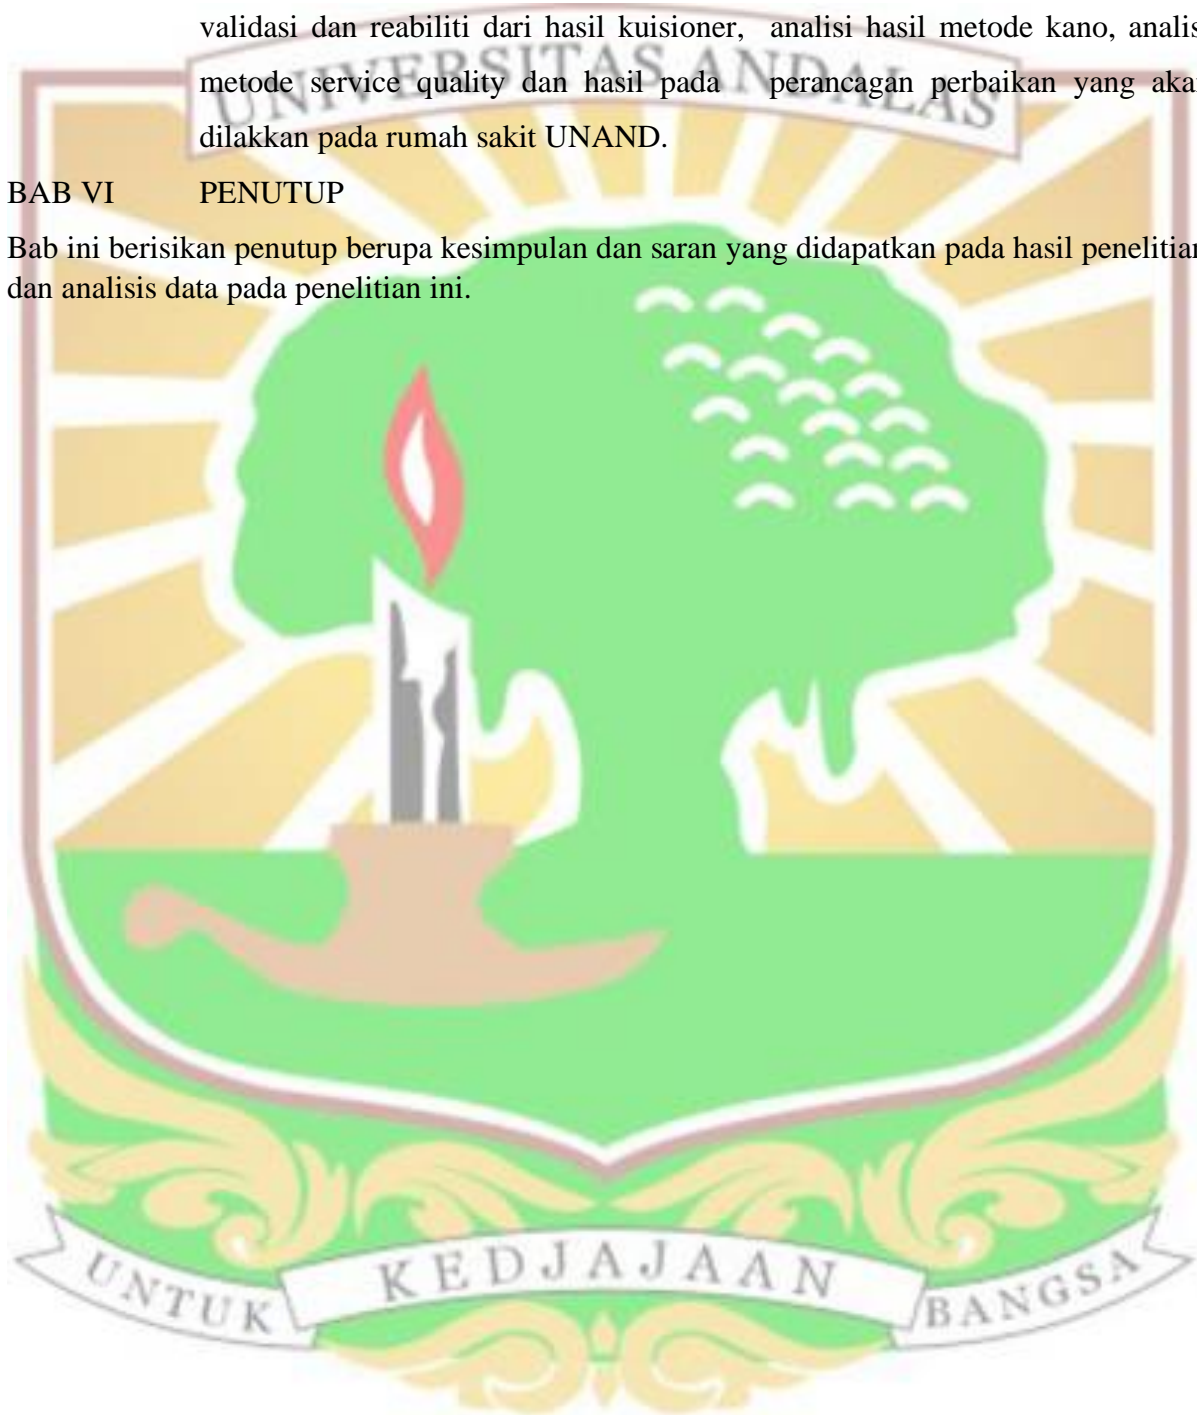 validasi dan reabiliti dari hasil kuisioner, analisi hasil metode kano, analis
metode service quality dan hasil pada perancagan perbaikan yang aka
dilakkan pada rumah sakit UNAND.
UNIVERSITAS ANDALAS
BAB VI PENUTUP
Bab ini berisikan penutup berupa kesimpulan dan saran yang didapatkan pada hasil penelitian
dan analisis data pada penelitian ini.
UNTUK KEDJAJAAN BANGSA